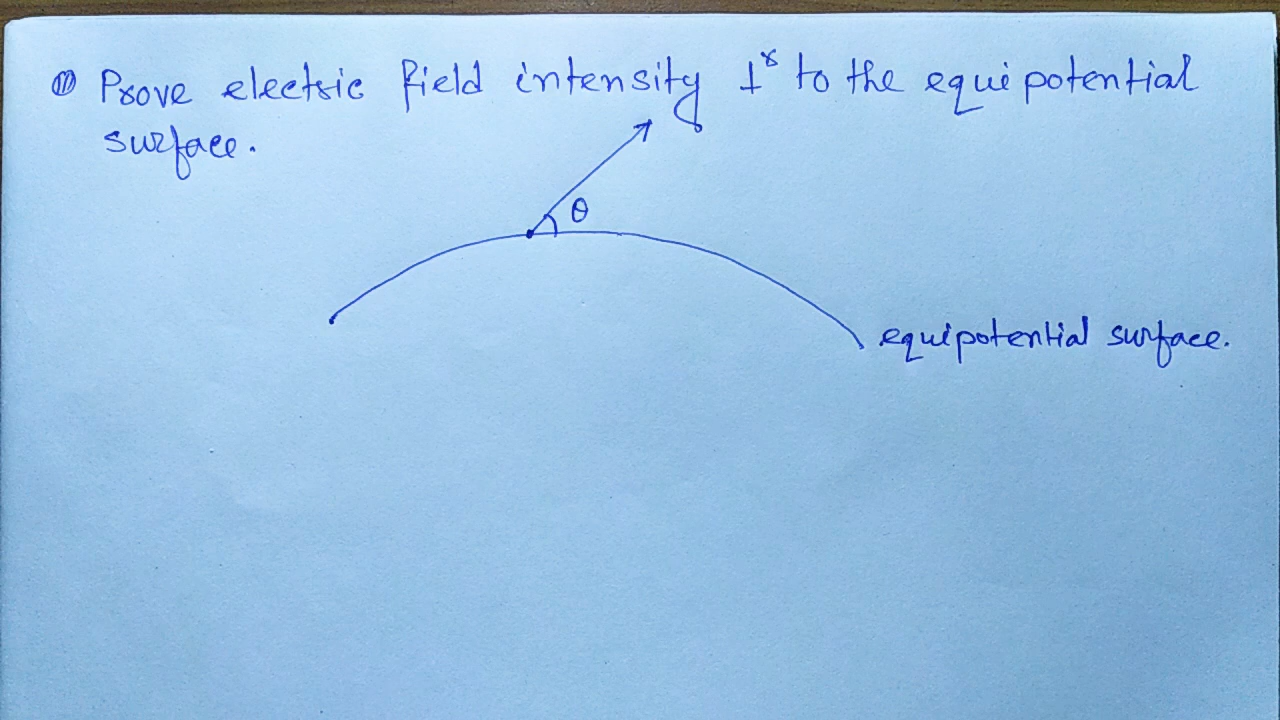 ⑪ Prove electric field intensity ⊥ʳ to the equipotential
surface.
θ
equipotential surface.